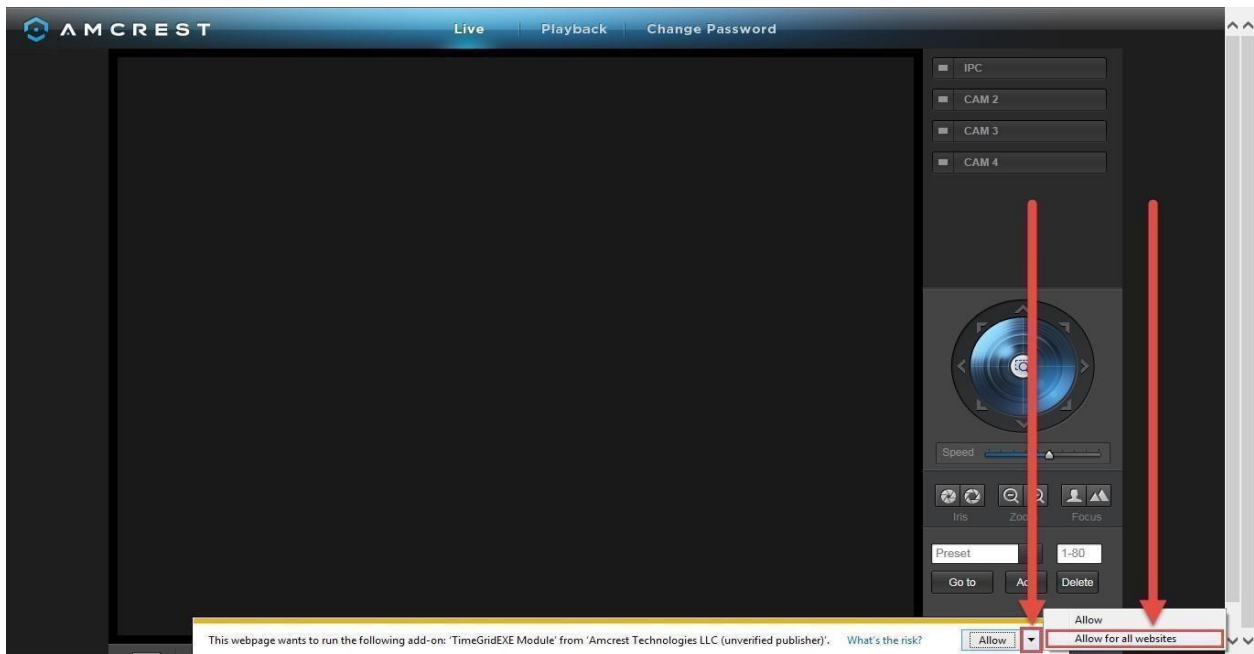 AMCREST
Live Playback Change Password
IPC
CAM 2
CAM 3
CAM 4
Speed
Iris Focus
Preset 1-80
Go to Delete
Allow
Allow for all websites
This webpage wants to run the following add-on: 'TimeGridEXE Module' from 'Amcrest Technologies LLC (unverified publisher)'. What's the risk? Allow